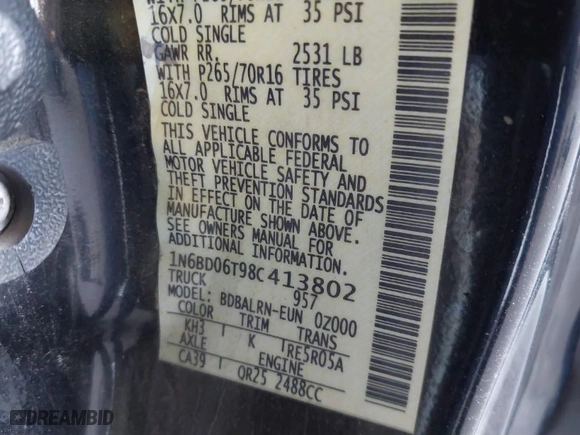 16X7.0 RIMS AT 35 PSI
COLD SINGLE
GAWR RR. 2531 LB
WITH P265/70R16 TIRES
16X7.0 RIMS AT 35 PSI
COLD SINGLE
THIS VEHICLE CONFORMS TO
ALL APPLICABLE FEDERAL
MOTOR VEHICLE SAFETY AND
THEFT PREVENTION STANDARDS
IN EFFECT ON THE DATE OF
MANUFACTURE SHOWN ABOVE.
SEE OWNERS MANUAL FOR
ADDITIONAL INFORMATION.
1N6BD06T98C413802
TRUCK 957
MODEL: BDBALRN-EUN 0Z000
COLOR TRIM TRANS
KH3 K RE5R05A
AXLE ENGINE
CA39 QR25 2488CC
DREAMBID